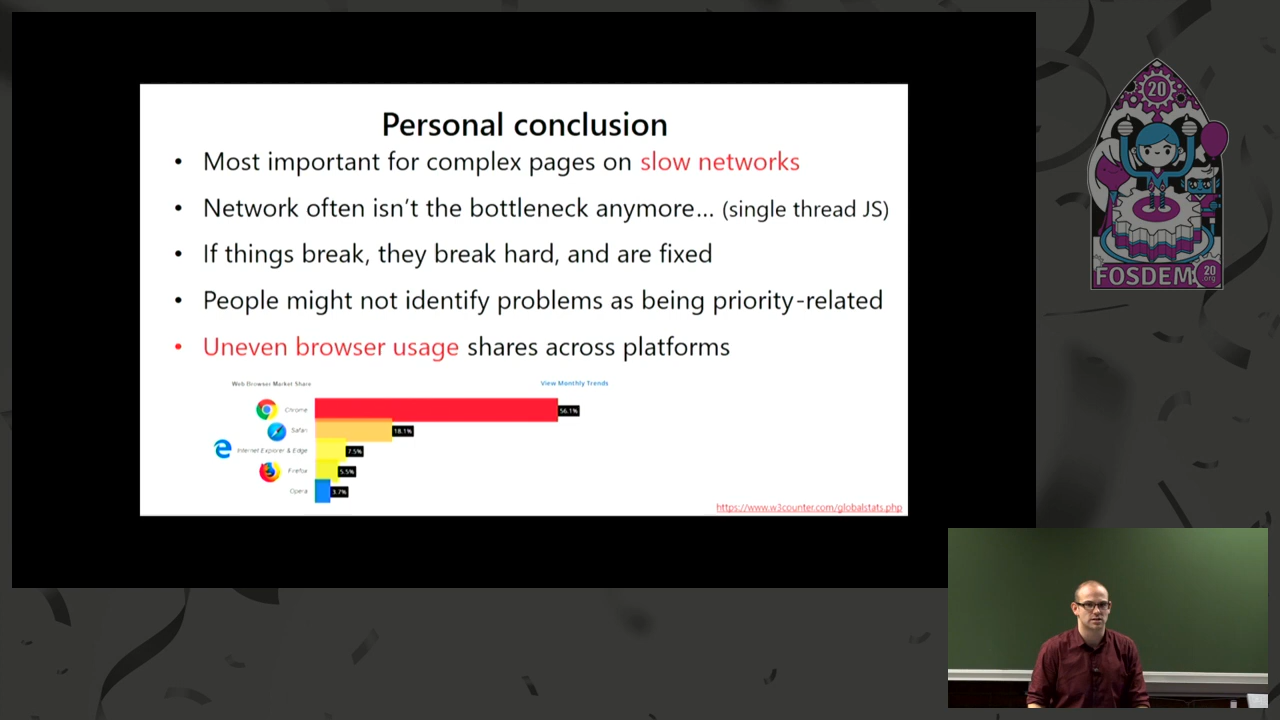 Personal conclusion
• Most important for complex pages on slow networks
• Network often isn't the bottleneck anymore... (single thread JS)
• If things break, they break hard, and are fixed
• People might not identify problems as being priority-related
• Uneven browser usage shares across platforms
Web Browser Market Share
View Monthly Trends
Chrome 56.1%
Safari 18.1%
Internet Explorer & Edge 7.5%
Firefox 5.5%
Opera 3.7%
https://www.w3counter.com/globalstats.php
20
FOSDEM 20 .org